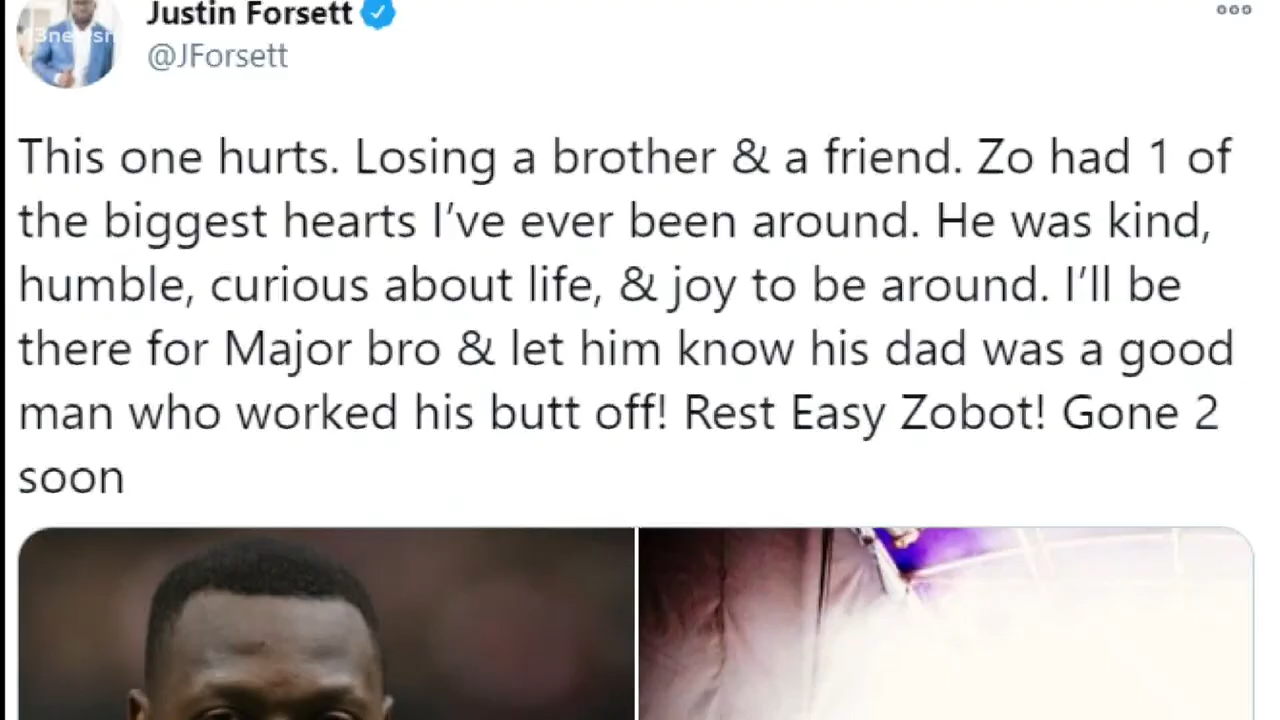 Justin Forsett
@JForsett
This one hurts. Losing a brother & a friend. Zo had 1 of
the biggest hearts I’ve ever been around. He was kind,
humble, curious about life, & joy to be around. I’ll be
there for Major bro & let him know his dad was a good
man who worked his butt off! Rest Easy Zobot! Gone 2
soon